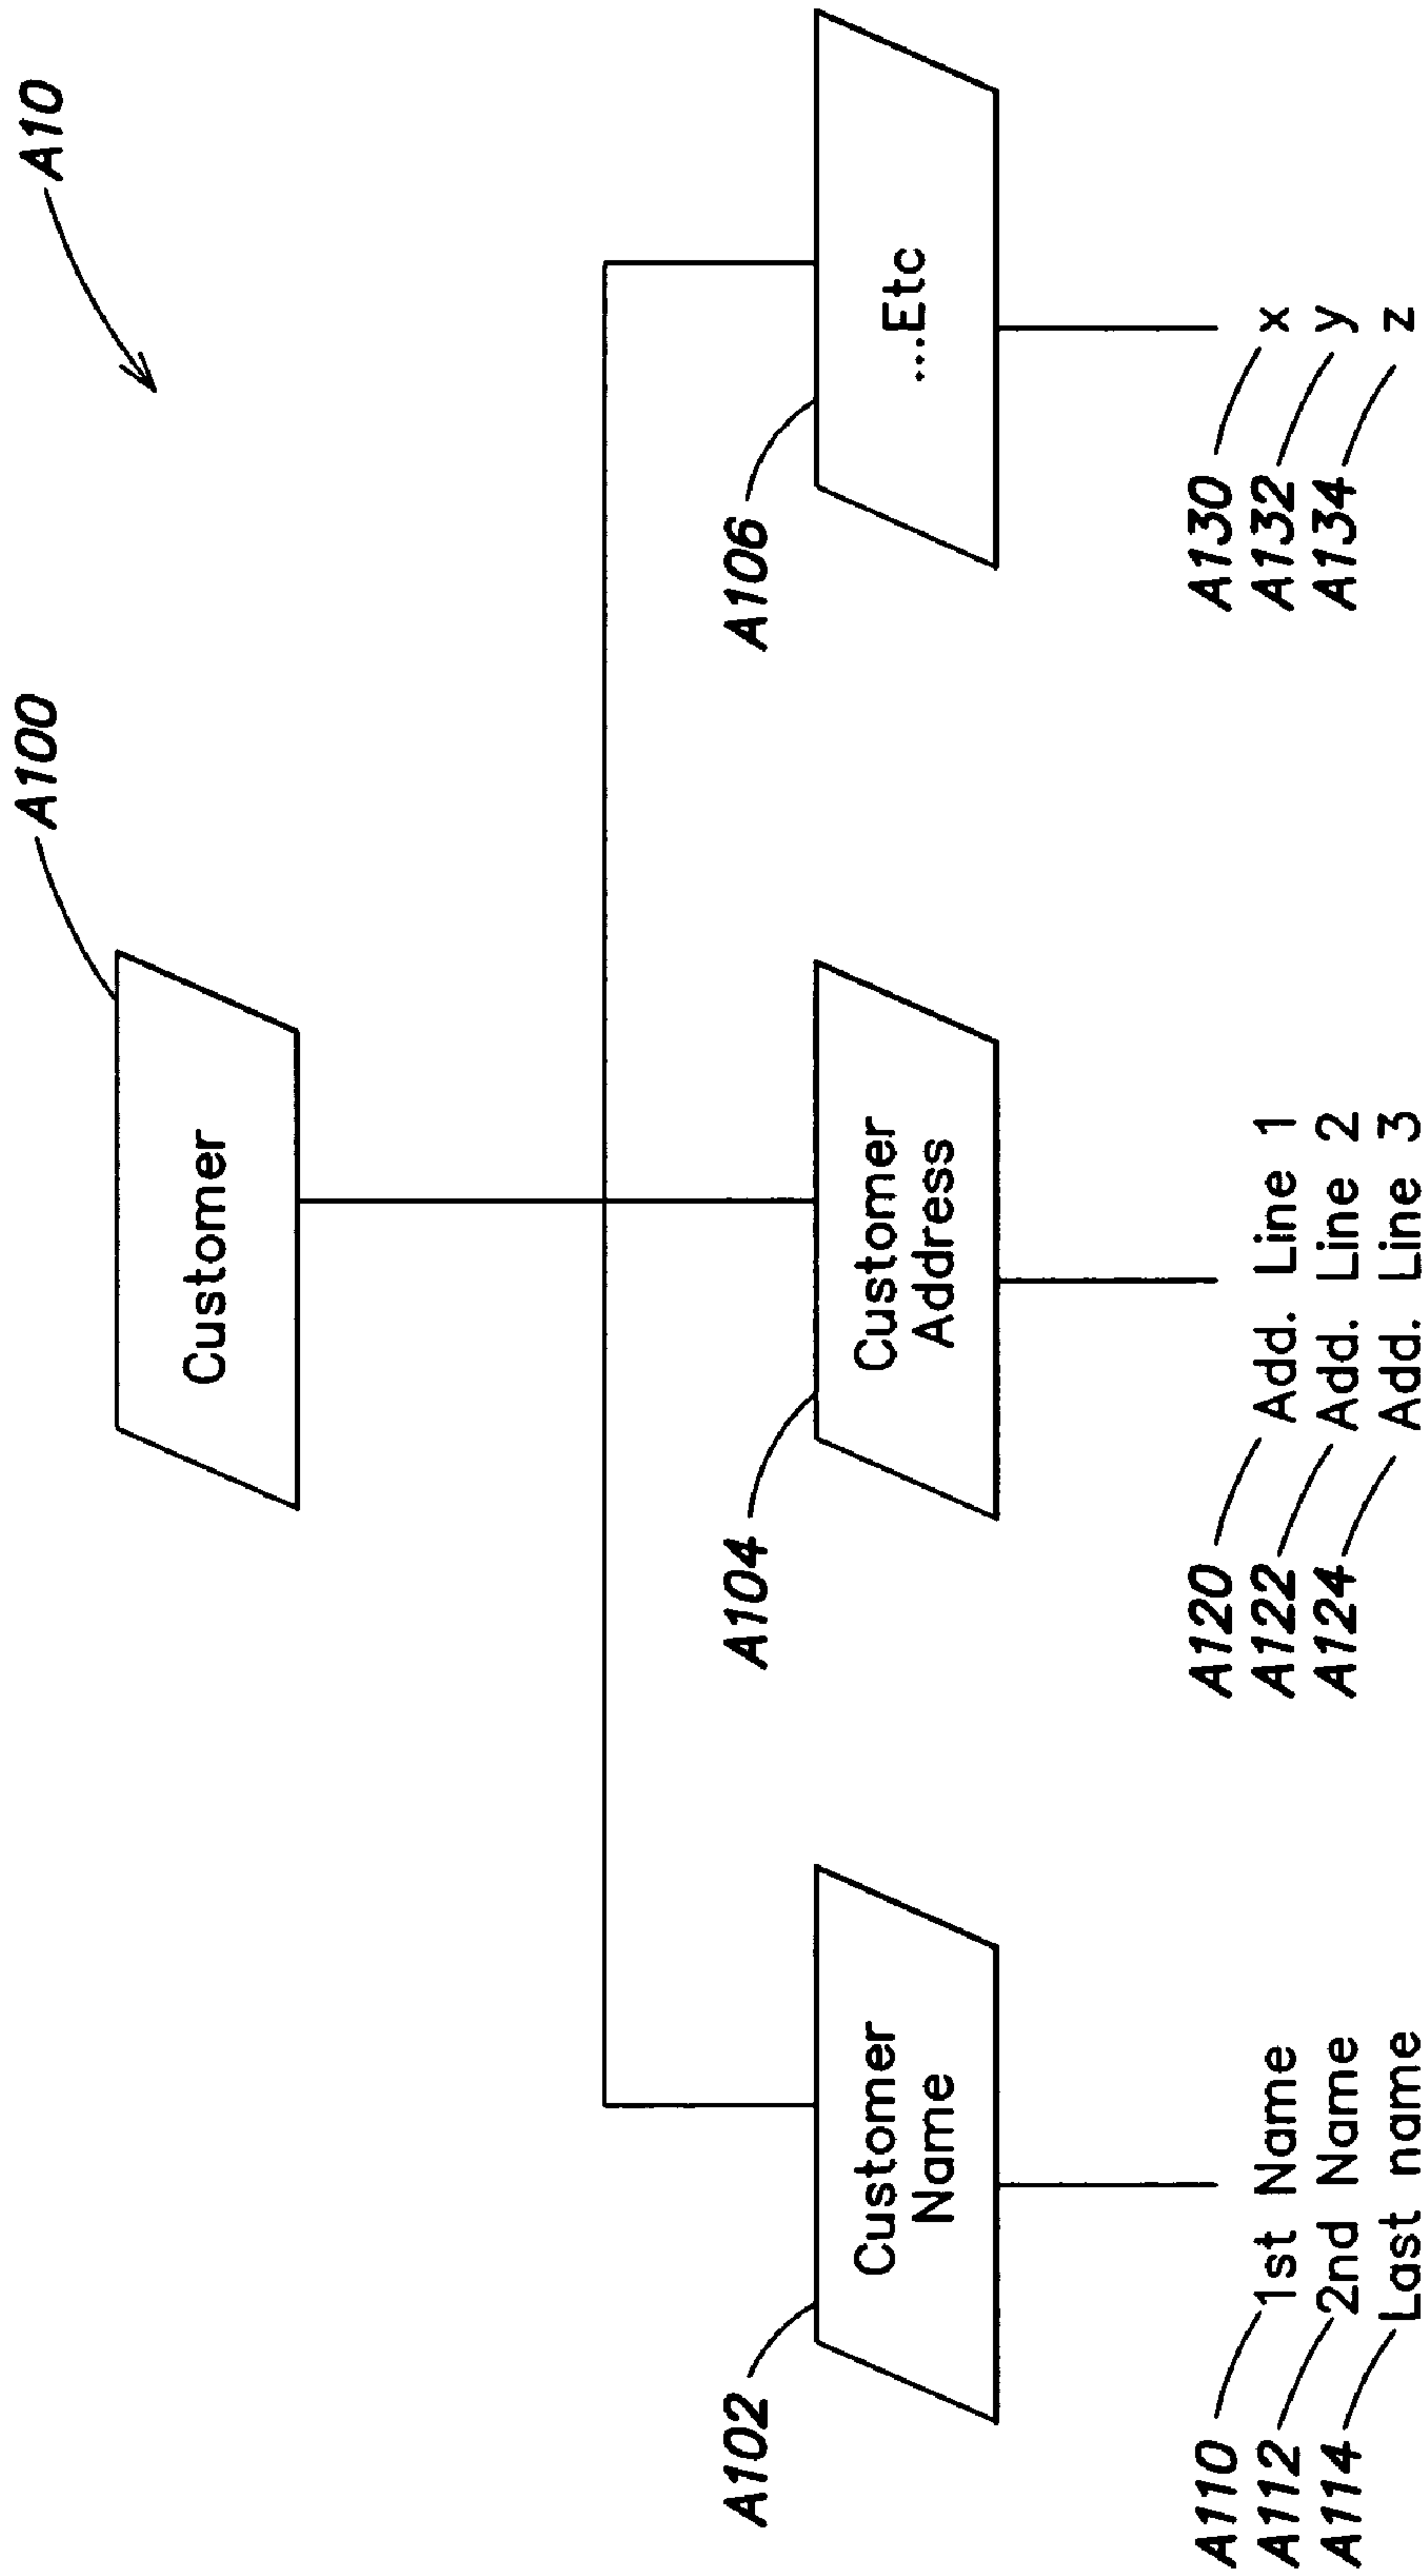 A10
A100
Customer
A102
Customer
Name
A104
Customer
Address
A106
...Etc
A110 1st Name
A112 2nd Name
A114 Last name
A120 Add. Line 1
A122 Add. Line 2
A124 Add. Line 3
A130 x
A132 y
A134 z